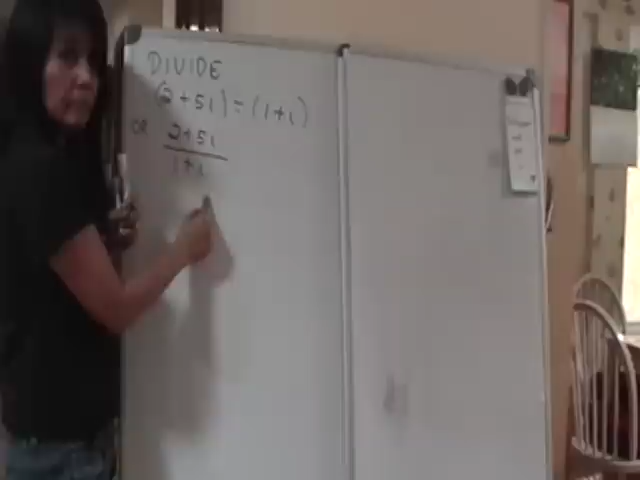 DIVIDE
(2+5i) ÷ (1+i)
OR 2+5i
1+i